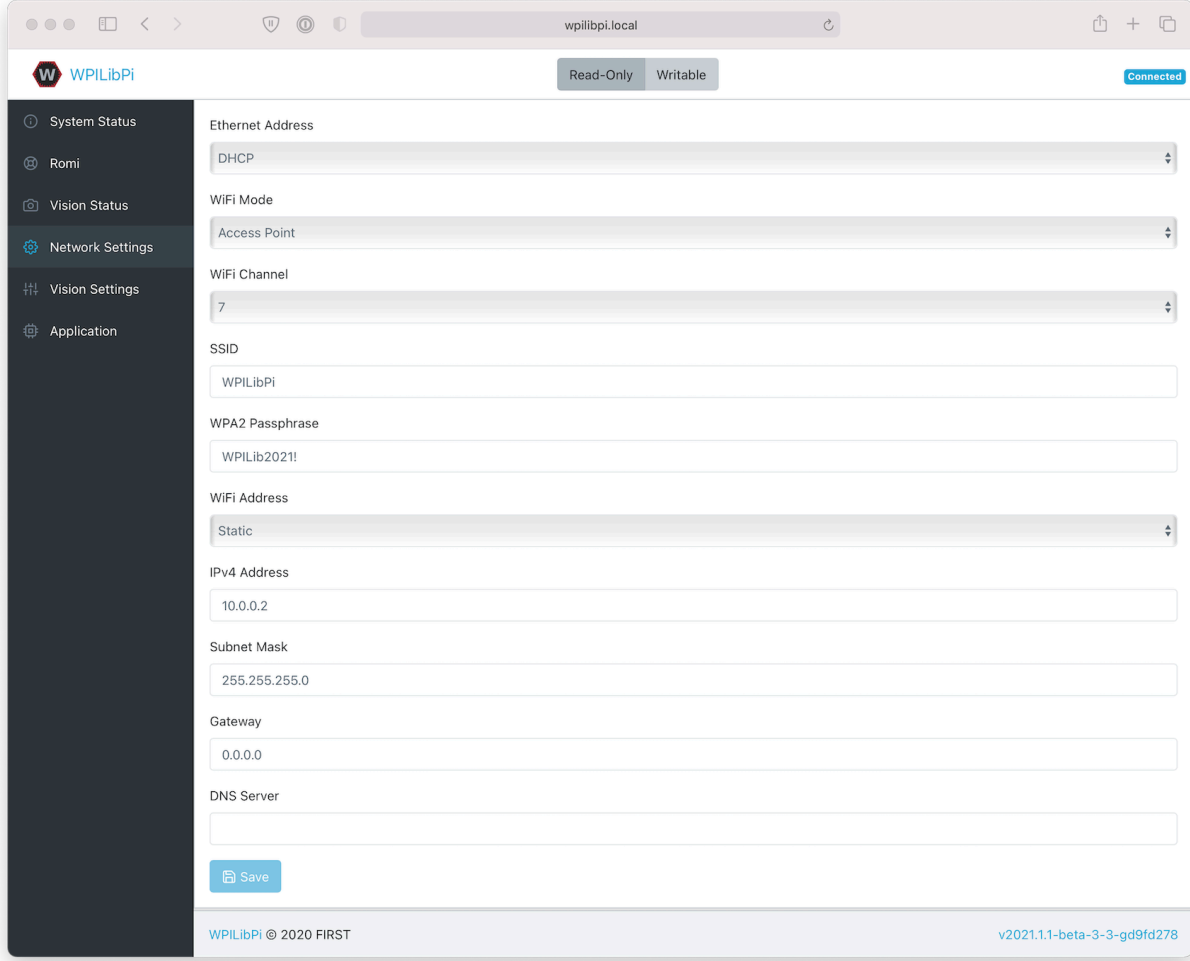 wpilibpi.local
W WPILibPi
Read-Only Writable
Connected
System Status
Romi
Vision Status
Network Settings
Vision Settings
Application
Ethernet Address
DHCP
WiFi Mode
Access Point
WiFi Channel
7
SSID
WPILibPi
WPA2 Passphrase
WPILib2021!
WiFi Address
Static
IPv4 Address
10.0.0.2
Subnet Mask
255.255.255.0
Gateway
0.0.0.0
DNS Server
Save
WPILibPi © 2020 FIRST
v2021.1.1-beta-3-3-gd9fd278